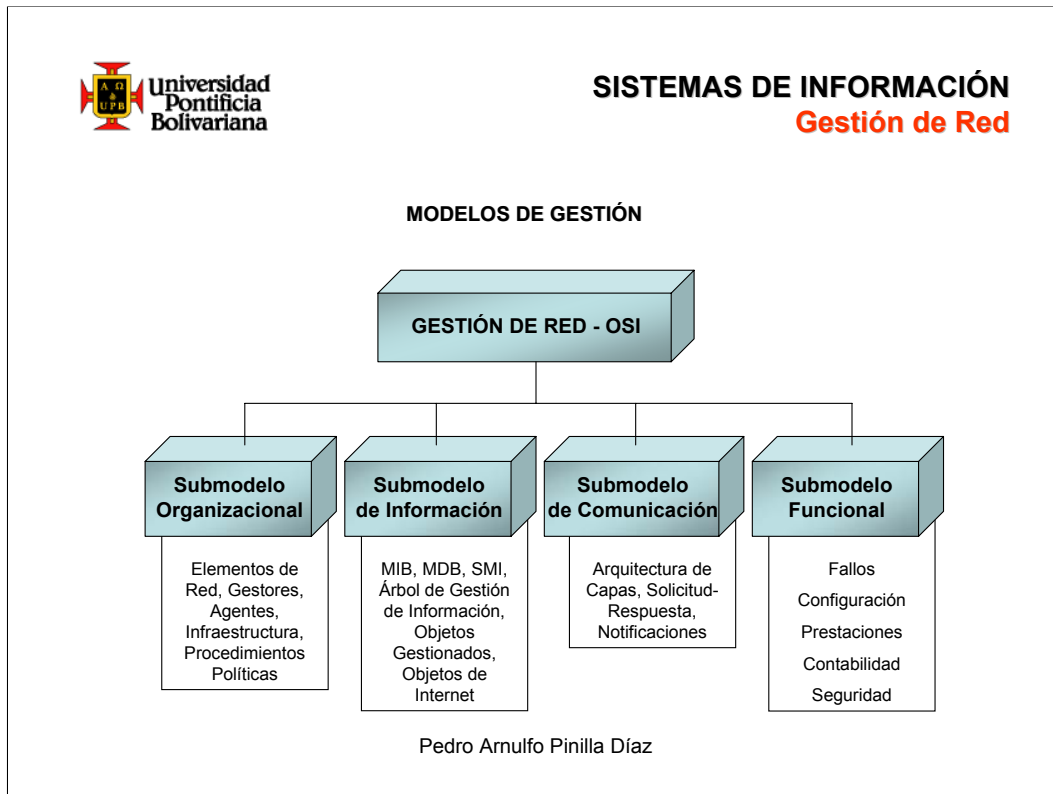 A Ω
UPB
Universidad
Pontificia
Bolivariana
SISTEMAS DE INFORMACIÓN
Gestión de Red
MODELOS DE GESTIÓN
GESTIÓN DE RED - OSI
Submodelo
Organizacional
Elementos de
Red, Gestores,
Agentes,
Infraestructura,
Procedimientos
Políticas
Submodelo
de Información
MIB, MDB, SMI,
Árbol de Gestión
de Información,
Objetos
Gestionados,
Objetos de
Internet
Submodelo
de Comunicación
Arquitectura de
Capas, Solicitud-
Respuesta,
Notificaciones
Submodelo
Funcional
Fallos
Configuración
Prestaciones
Contabilidad
Seguridad
Pedro Arnulfo Pinilla Díaz